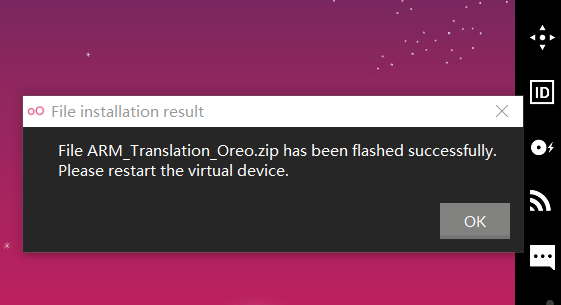 File installation result
File ARM_Translation_Oreo.zip has been flashed successfully.
Please restart the virtual device.
OK
ID